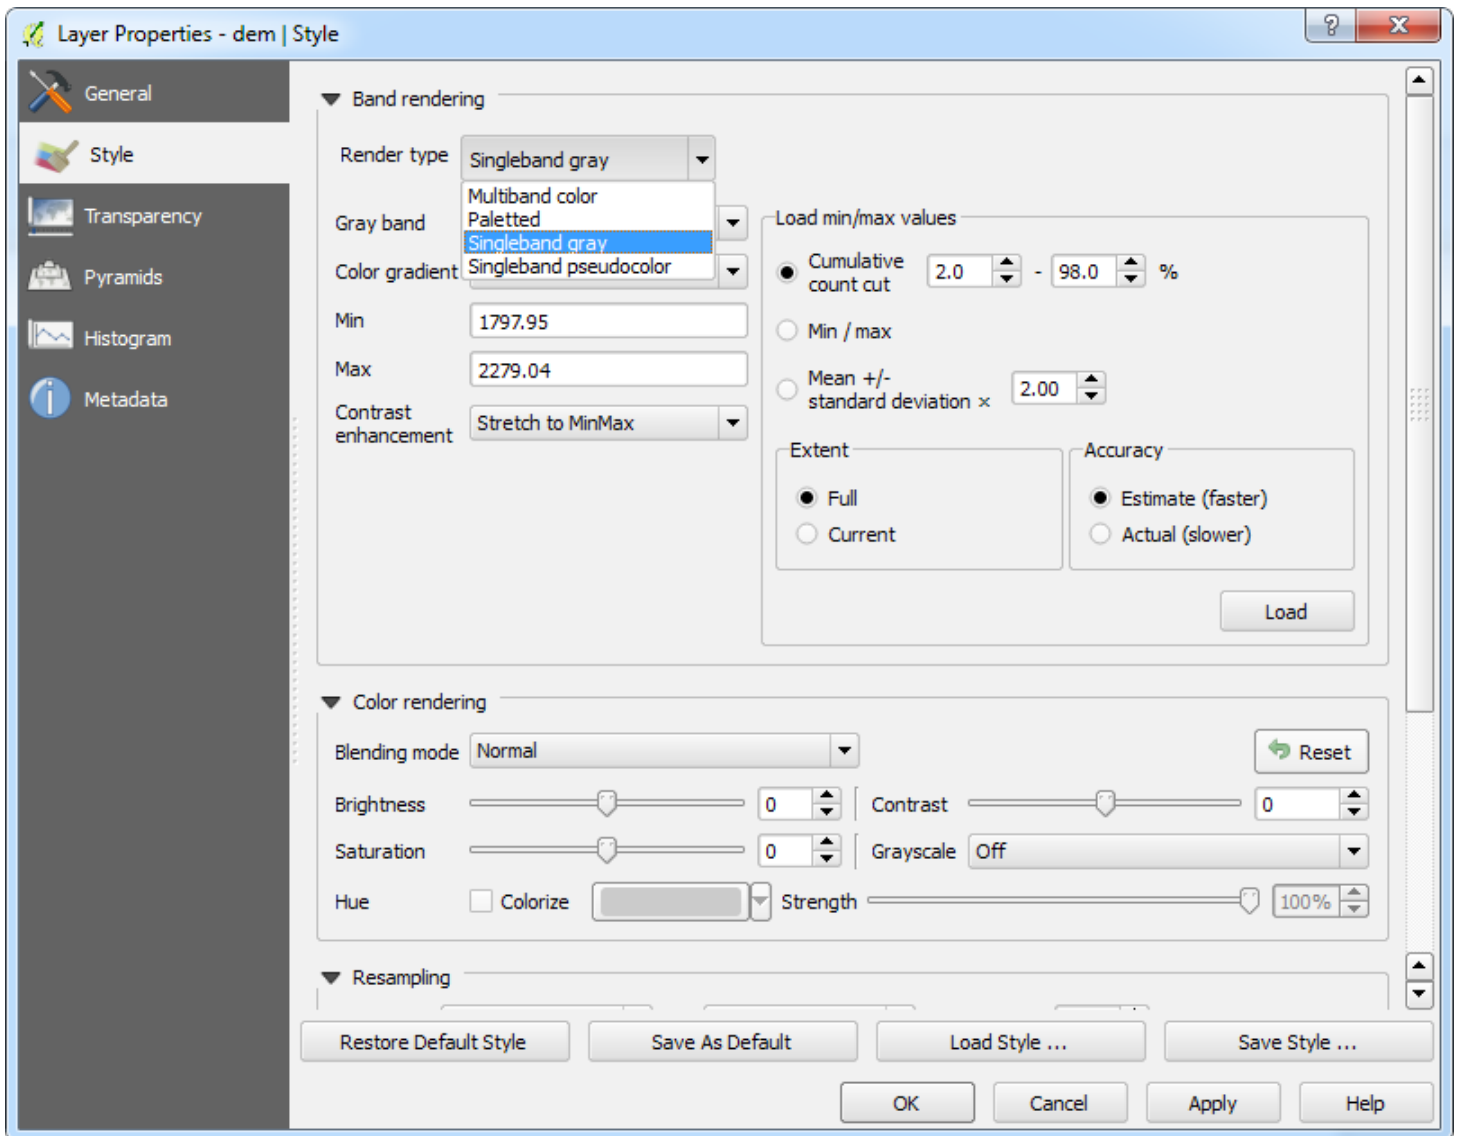 Layer Properties - dem | Style
General
Style
Transparency
Pyramids
Histogram
Metadata
Band rendering
Render type Singleband gray
Multiband color
Paletted
Singleband gray
Singleband pseudocolor
Gray band
Color gradient
Min 1797.95
Max 2279.04
Contrast
enhancement Stretch to MinMax
Load min/max values
Cumulative
count cut 2.0 - 98.0 %
Min / max
Mean +/-
standard deviation × 2.00
Extent
Full
Current
Accuracy
Estimate (faster)
Actual (slower)
Load
Color rendering
Blending mode Normal Reset
Brightness 0 Contrast 0
Saturation 0 Grayscale Off
Hue Colorize Strength 100%
Resampling
Restore Default Style Save As Default Load Style ... Save Style ...
OK Cancel Apply Help